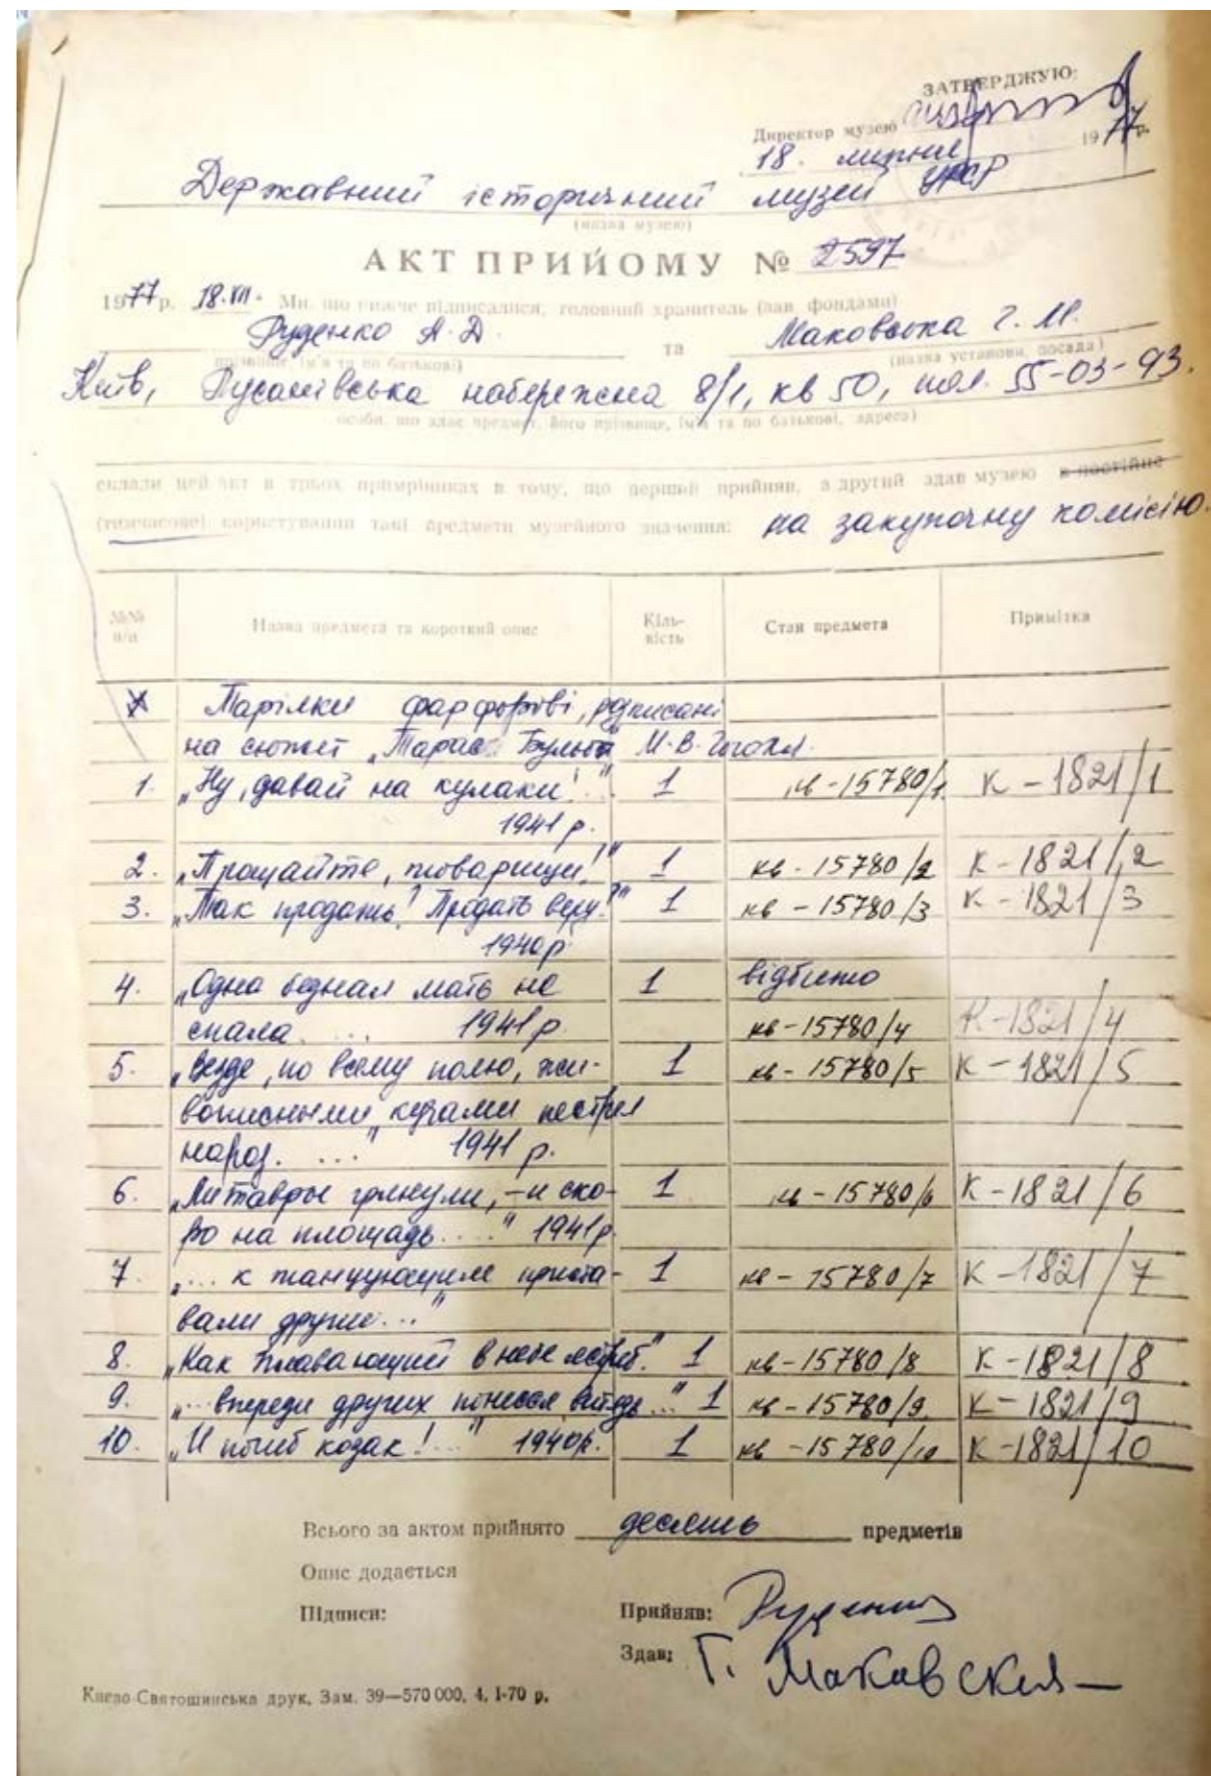 ЗАТВЕРДЖУЮ:
Директор музею
18. липня 1977 р.
Державний історичний музей УРСР
(назва музею)
АКТ ПРИЙОМУ № 2597
1977 р. 18.VII. Ми, що нижче підписалися, головний хранитель (зав. фондами)
Руденко А. Д. та Маковська Г. М.
(прізвище, ім'я та по батькові) (назва установи, посада)
Київ, Русанівська набережна 8/1, кв 50, 55-03-93.
особи, що здає предмет, його прізвище, ім'я та по батькові, адреса)
склали цей акт в трьох примірниках в тому, що перший прийняв, а другий здав музею в постійне
(тимчасове) користування такі предмети музейного значення: на закупочну комісію.
№№ п/п Назва предмета та короткий опис Кількість Стан предмета Примітка
Тарілки фарфорові, розписані
на сюжет „Тарас Бульба" М. В. Гоголя.
1. „Ну, давай на кулаки!.." 1 кв-15780/1 К-1821/1
1941 р.
2. „Прощайте, товарищи!" 1 кв-15780/2 К-1821/2
3. „Так продать? Продать веру?" 1 кв-15780/3 К-1821/3
1940р
4. „Одна бедная мать не 1 відбито
спала... 1941р кв-15780/4 К-1821/4
5. „Везде, по всему полю, жи- 1 кв-15780/5 К-1821/5
вописными кучами пестрел
народ. ..." 1941 р.
6. „Литавры грянули, -и ско- 1 кв-15780/6 К-1821/6
ро на площадь....." 1941р
7. „... к танцующим приста- 1 кв-15780/7 К-1821/7
вали другие..."
8. „Как плавающий в небе ястреб." 1 кв-15780/8 К-1821/8
9. „...впереди других понесся витязь..." 1 кв-15780/9 К-1821/9
10. „И погиб козак!..." 1940р. 1 кв-15780/10 К-1821/10
Всього за актом прийнято десять предметів
Опис додається
Підписи: Прийняв: Руденко
Здав: Г. Маковская
Києво-Святошинська друк, Зам. 39—570 000, 4, 1-70 р.